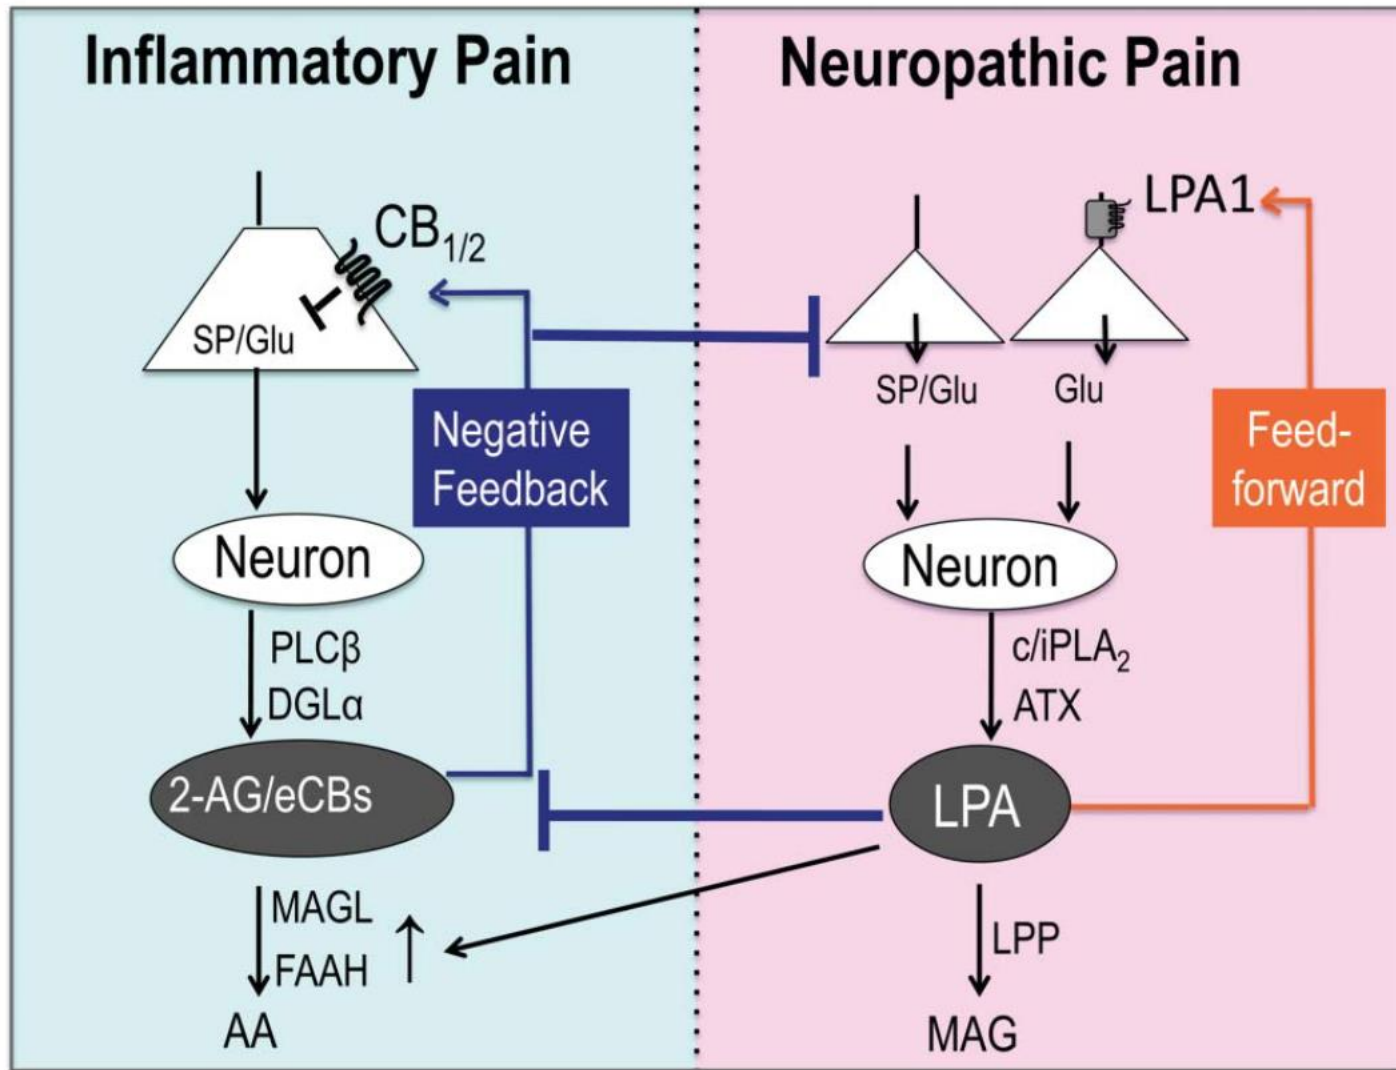 Inflammatory Pain
CB1/2
SP/Glu
Negative
Feedback
Neuron
PLCβ
DGLα
2-AG/eCBs
MAGL
FAAH
AA
Neuropathic Pain
LPA1
SP/Glu
Glu
Feed-
forward
Neuron
c/iPLA2
ATX
LPA
LPP
MAG